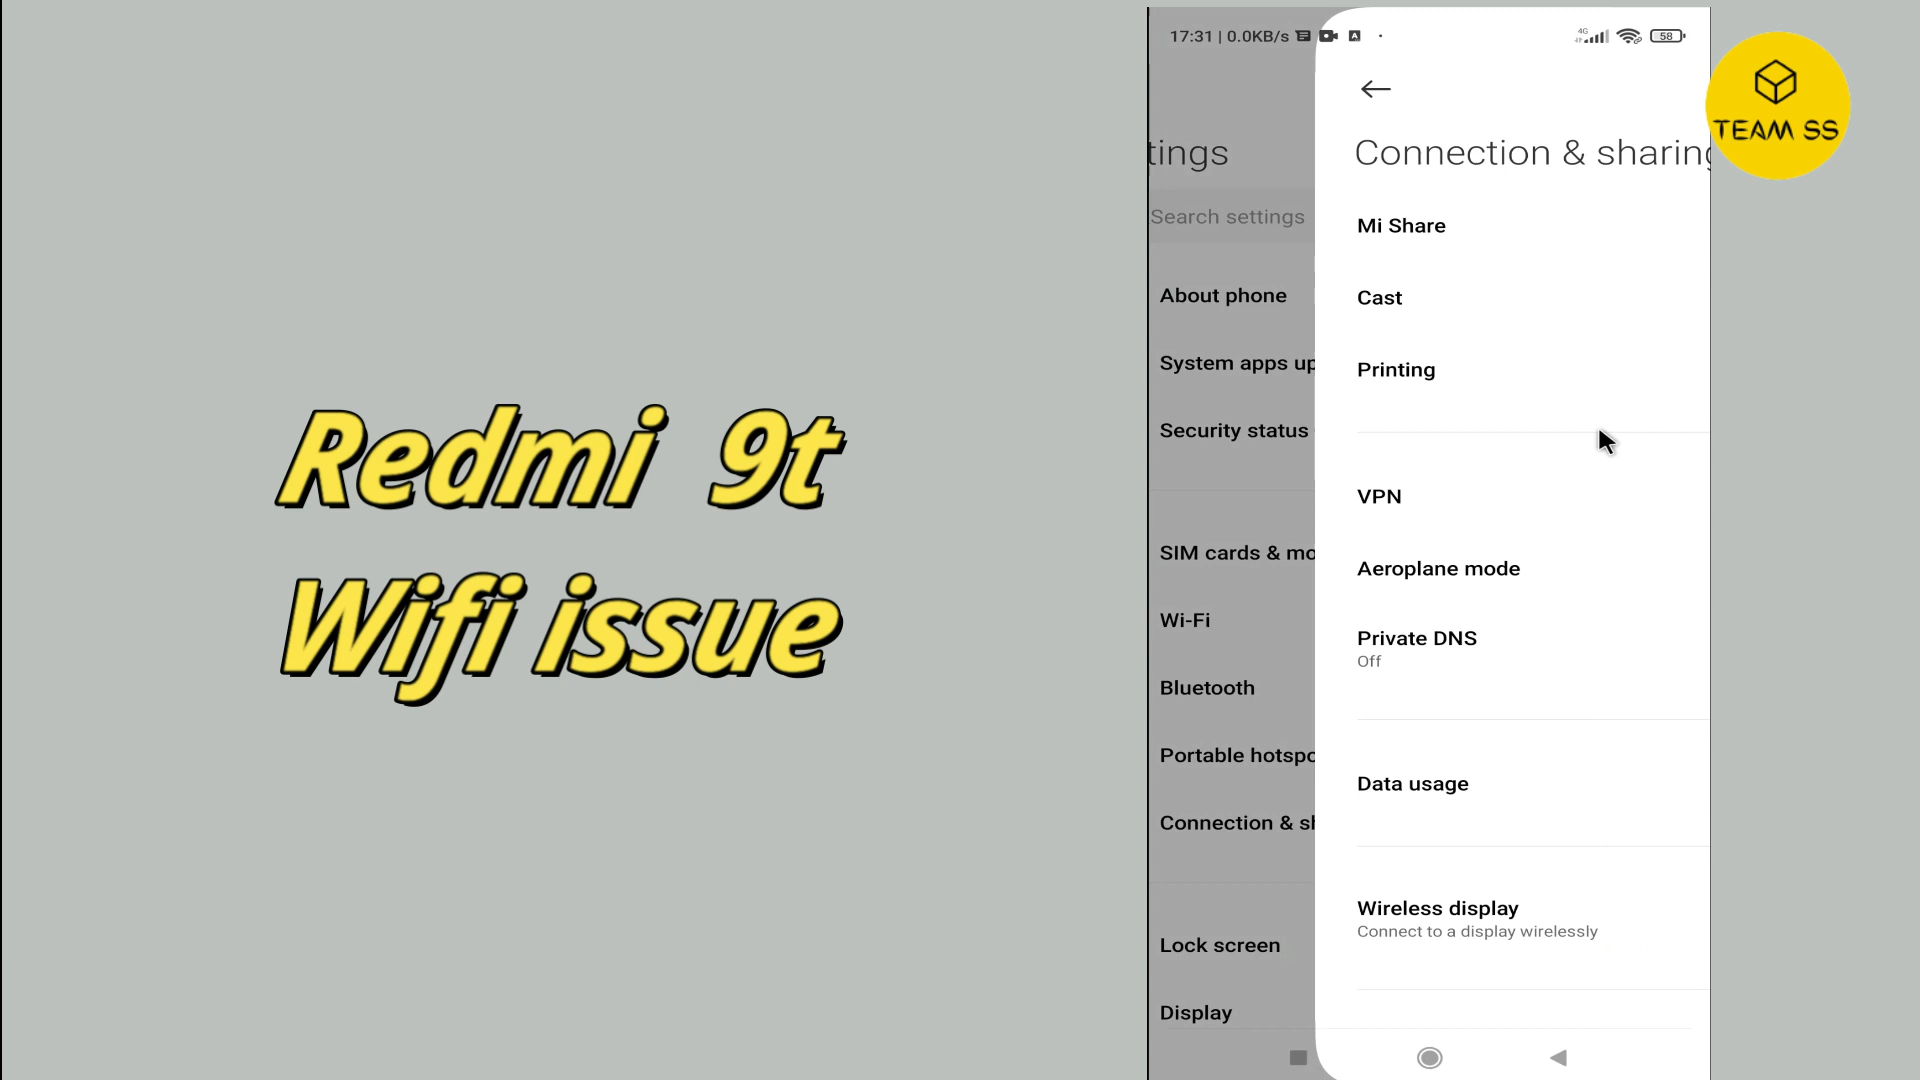 Redmi 9t
Wifi issue
17:31 | 0.0KB/s
4G
58
TEAM SS
tings
Search settings
About phone
System apps up
Security status
SIM cards & mo
Wi-Fi
Bluetooth
Portable hotspo
Connection & sh
Lock screen
Display
Connection & sharing
Mi Share
Cast
Printing
VPN
Aeroplane mode
Private DNS
Off
Data usage
Wireless display
Connect to a display wirelessly